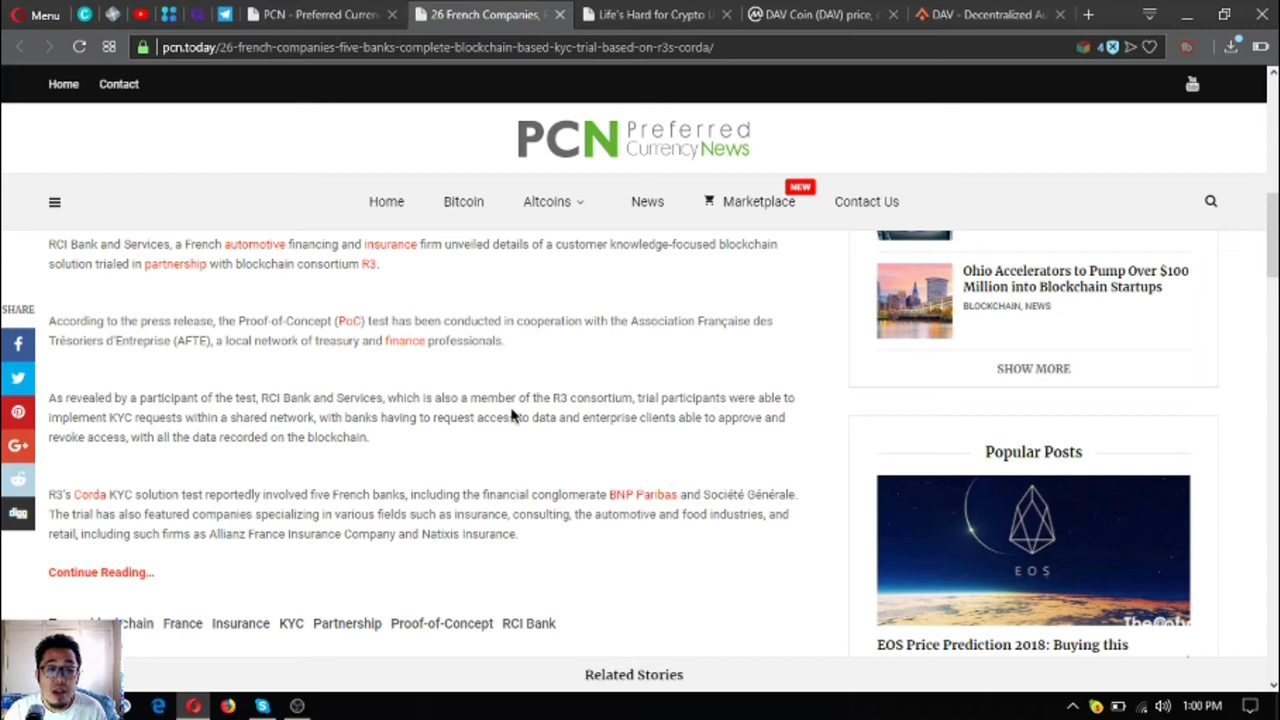 Menu
PCN - Preferred Curren
26 French Companies, F
Life's Hard for Crypto U
DAV Coin (DAV) price, c
DAV - Decentralized Au
pcn.today/26-french-companies-five-banks-complete-blockchain-based-kyc-trial-based-on-r3s-corda/
4
Home Contact
PCN Preferred
CurrencyNews
NEW
Home Bitcoin Altcoins News Marketplace Contact Us
RCI Bank and Services, a French automotive financing and insurance firm unveiled details of a customer knowledge-focused blockchain
solution trialed in partnership with blockchain consortium R3.
According to the press release, the Proof-of-Concept (PoC) test has been conducted in cooperation with the Association Française des
Trésoriers d'Entreprise (AFTE), a local network of treasury and finance professionals.
As revealed by a participant of the test, RCI Bank and Services, which is also a member of the R3 consortium, trial participants were able to
implement KYC requests within a shared network, with banks having to request access to data and enterprise clients able to approve and
revoke access, with all the data recorded on the blockchain.
R3's Corda KYC solution test reportedly involved five French banks, including the financial conglomerate BNP Paribas and Société Générale.
The trial has also featured companies specializing in various fields such as insurance, consulting, the automotive and food industries, and
retail, including such firms as Allianz France Insurance Company and Natixis Insurance.
Continue Reading...
France Insurance KYC Partnership Proof-of-Concept RCI Bank
Related Stories
SHARE
G+
digg
Ohio Accelerators to Pump Over $100
Million into Blockchain Startups
BLOCKCHAIN, NEWS
SHOW MORE
Popular Posts
EOS
EOS Price Prediction 2018: Buying this
1:00 PM